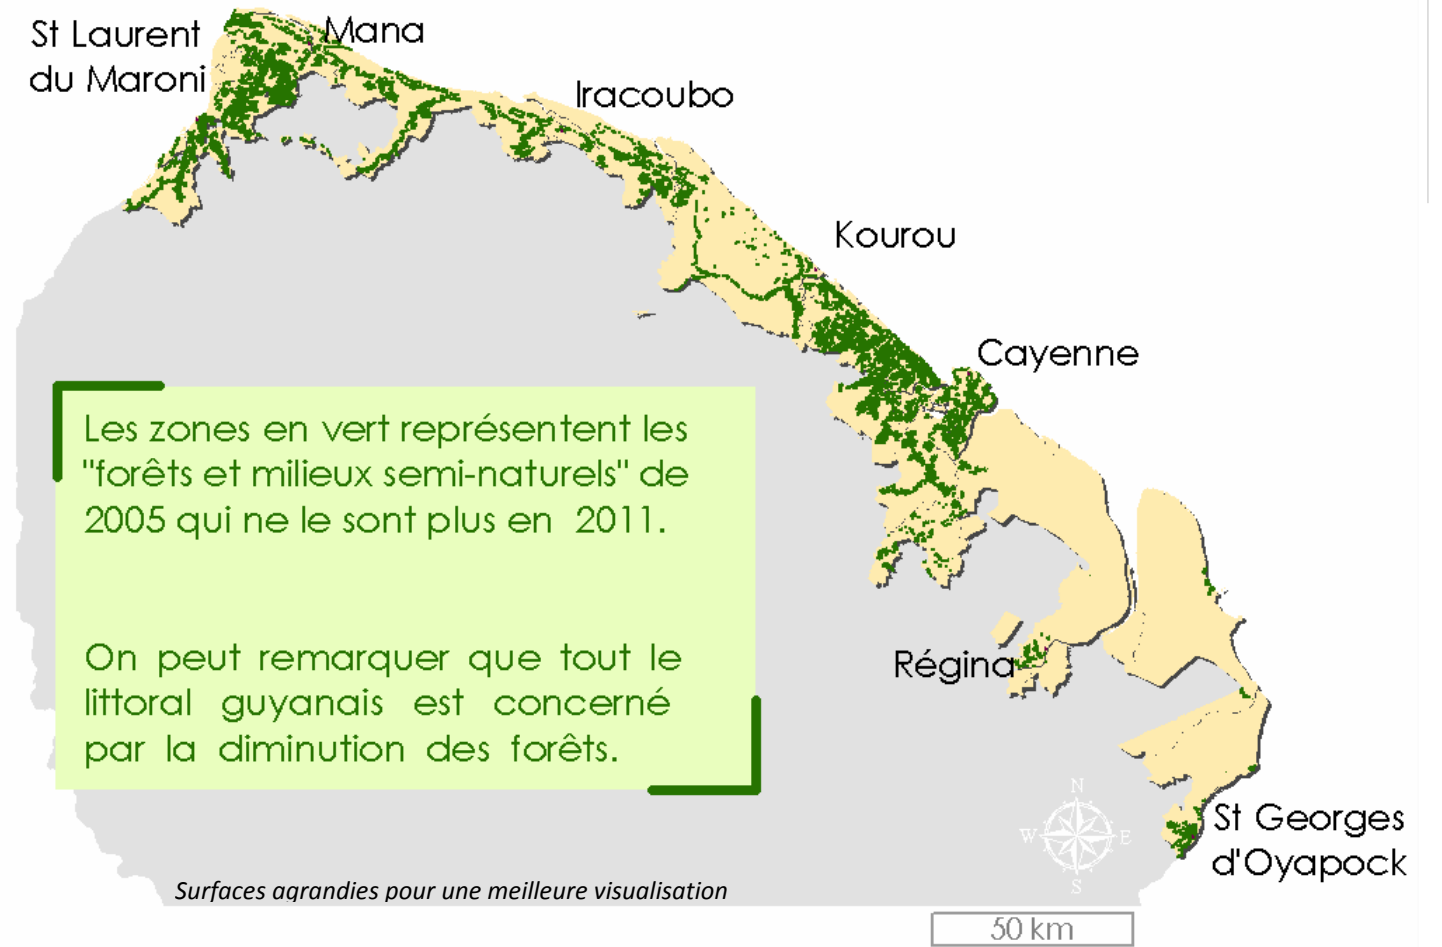 St Laurent
du Maroni
Mana
Iracoubo
Kourou
Cayenne
Les zones en vert représentent les
"forêts et milieux semi-naturels" de
2005 qui ne le sont plus en 2011.
On peut remarquer que tout le
littoral guyanais est concerné
par la diminution des forêts.
Régina
N
W
E
S
St Georges
d'Oyapock
Surfaces agrandies pour une meilleure visualisation
50 km